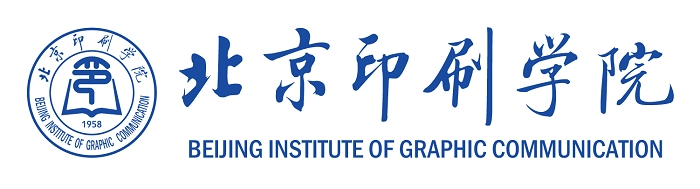 北京印刷学院
1958
BEIJING INSTITUTE OF GRAPHIC COMMUNICATION
北京印刷学院
BEIJING INSTITUTE OF GRAPHIC COMMUNICATION